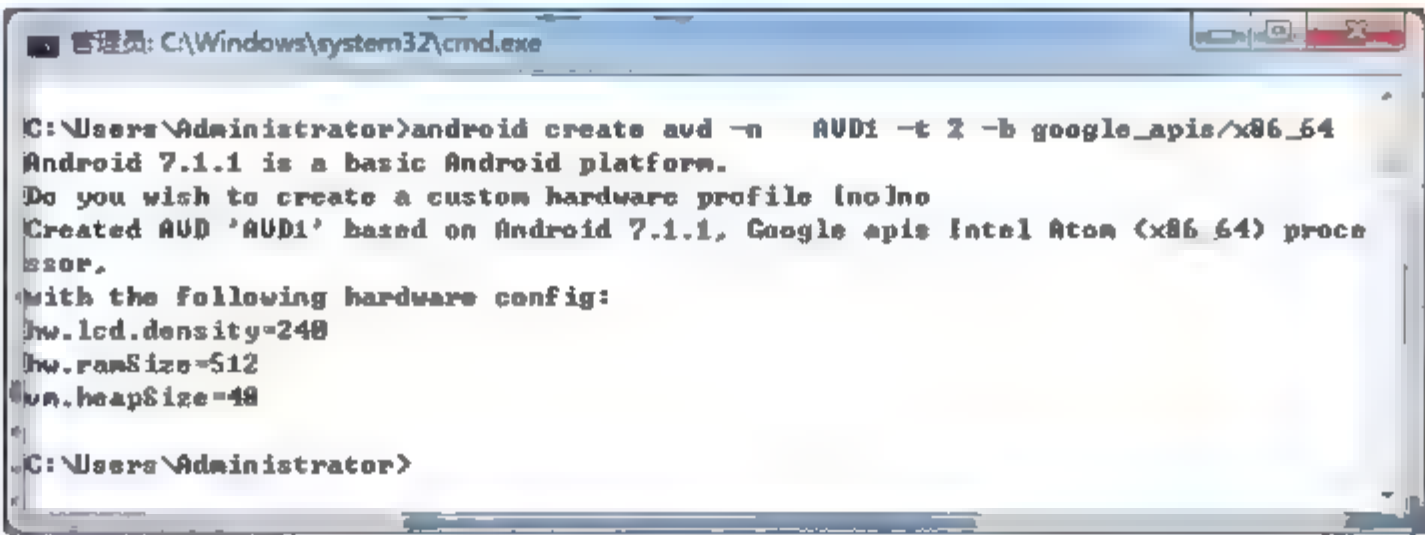 管理员: C:\Windows\system32\cmd.exe
C:\Users\Administrator>android create avd -n   AVD1 -t 2 -b google_apis/x86_64
Android 7.1.1 is a basic Android platform.
Do you wish to create a custom hardware profile [no]no
Created AVD 'AVD1' based on Android 7.1.1, Google apis Intel Atom (x86_64) proce
ssor,
with the following hardware config:
hw.lcd.density=240
hw.ramSize=512
vm.heapSize=48
C:\Users\Administrator>